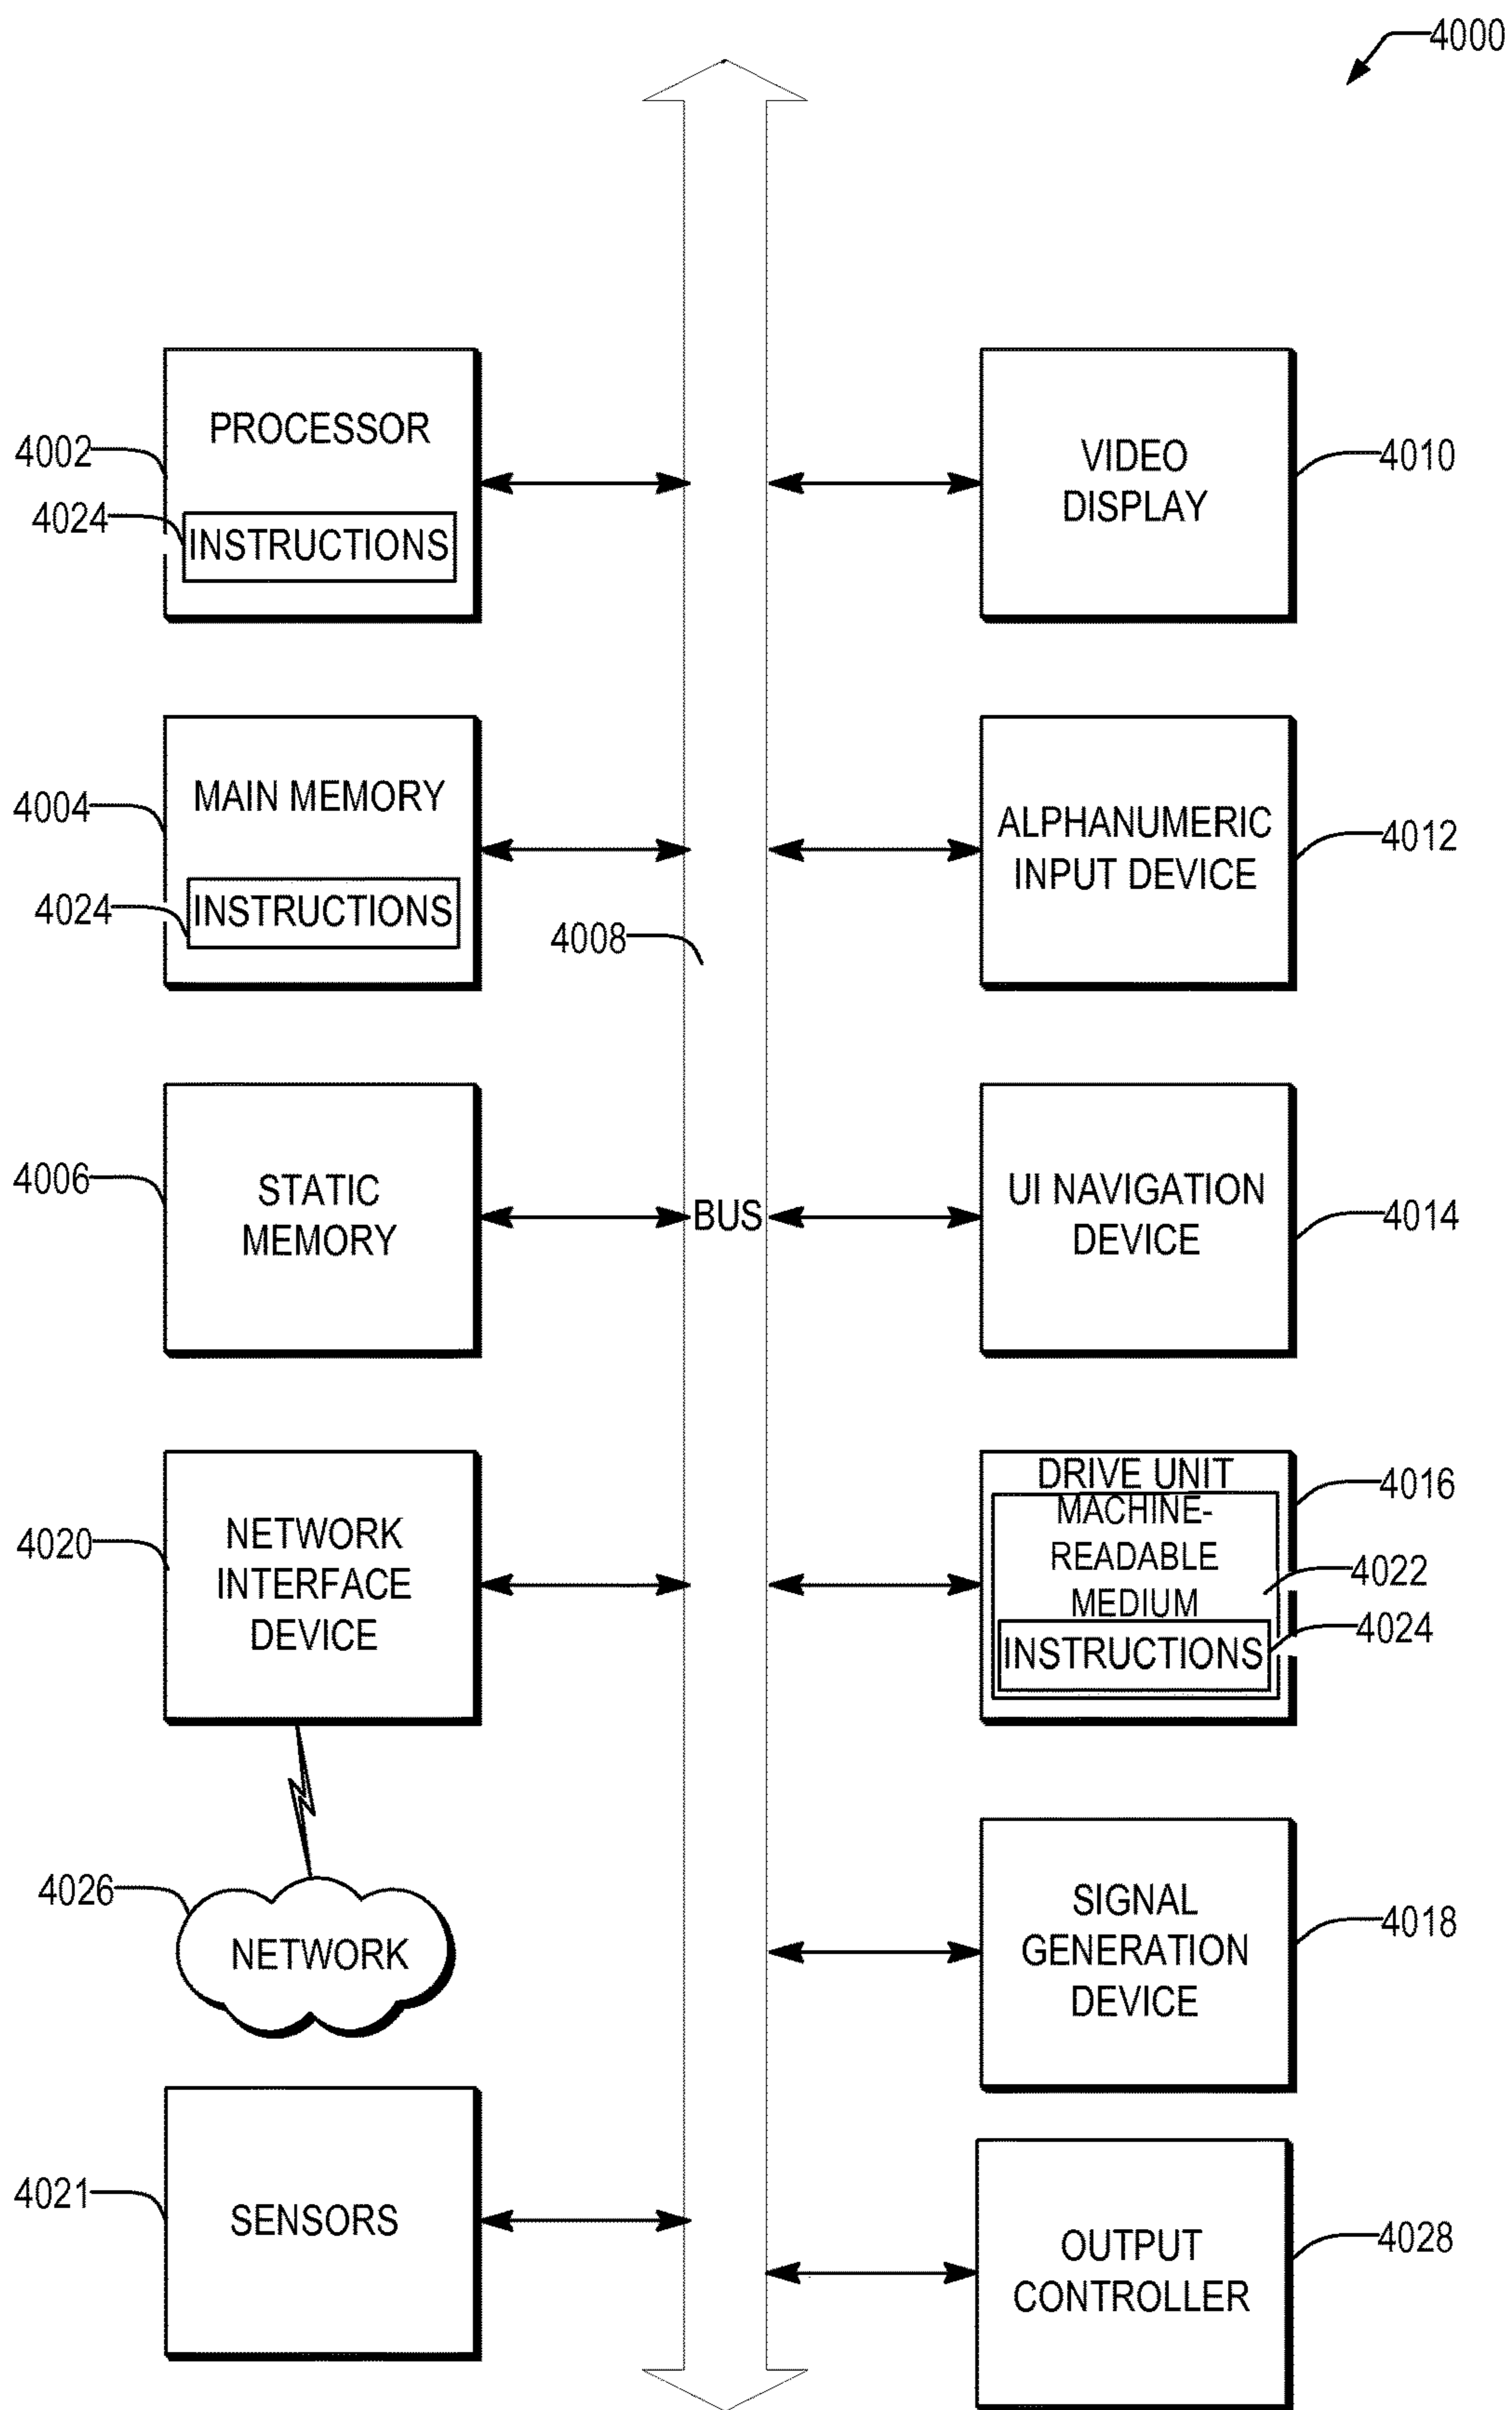 4000
PROCESSOR
4002
4024
INSTRUCTIONS
VIDEO
DISPLAY
4010
MAIN MEMORY
4004
4024
INSTRUCTIONS
4008
ALPHANUMERIC
INPUT DEVICE
4012
4006
STATIC
MEMORY
BUS
UI NAVIGATION
DEVICE
4014
4020
NETWORK
INTERFACE
DEVICE
DRIVE UNIT
4016
MACHINE-
READABLE
MEDIUM
4022
INSTRUCTIONS
4024
4026
NETWORK
SIGNAL
GENERATION
DEVICE
4018
4021
SENSORS
OUTPUT
CONTROLLER
4028